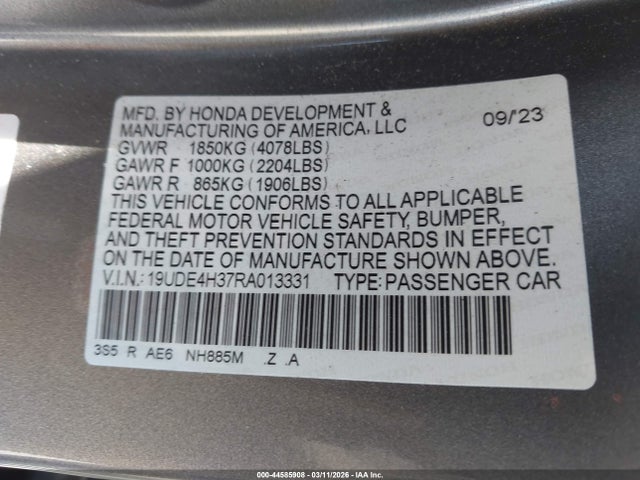 MFD. BY HONDA DEVELOPMENT &
MANUFACTURING OF AMERICA, LLC 09/'23
GVWR 1850KG (4078LBS)
GAWR F 1000KG (2204LBS)
GAWR R 865KG (1906LBS)
THIS VEHICLE CONFORMS TO ALL APPLICABLE
FEDERAL MOTOR VEHICLE SAFETY, BUMPER,
AND THEFT PREVENTION STANDARDS IN EFFECT
ON THE DATE OF MANUFACTURE SHOWN ABOVE.
V.I.N.: 19UDE4H37RA013331 TYPE: PASSENGER CAR
3S5 R AE6 NH885M .Z .A
000-44585908 - 03/11/2026 - IAA Inc.